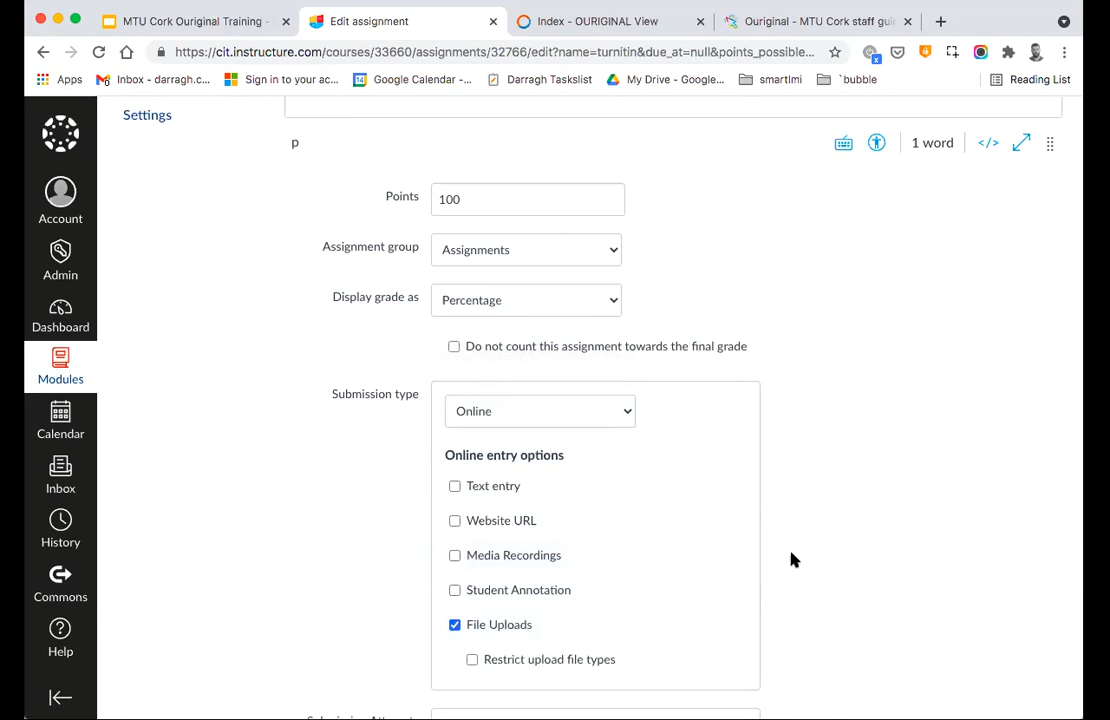 MTU Cork Ouriginal Training -
Edit assignment
Index - OURIGINAL View
Ouriginal - MTU Cork staff gui
https://cit.instructure.com/courses/33660/assignments/32766/edit?name=turnitin&due_at=null&points_possible...
Apps
Inbox - darragh.c...
Sign in to your ac...
Google Calendar -...
Darragh Tasklist
My Drive - Google...
smartlmi
`bubble
Reading List
Settings
p
1 word
</>
Account
Admin
Dashboard
Modules
Calendar
Inbox
History
Commons
Help
Points
100
Assignment group
Assignments
Display grade as
Percentage
Do not count this assignment towards the final grade
Submission type
Online
Online entry options
Text entry
Website URL
Media Recordings
Student Annotation
File Uploads
Restrict upload file types